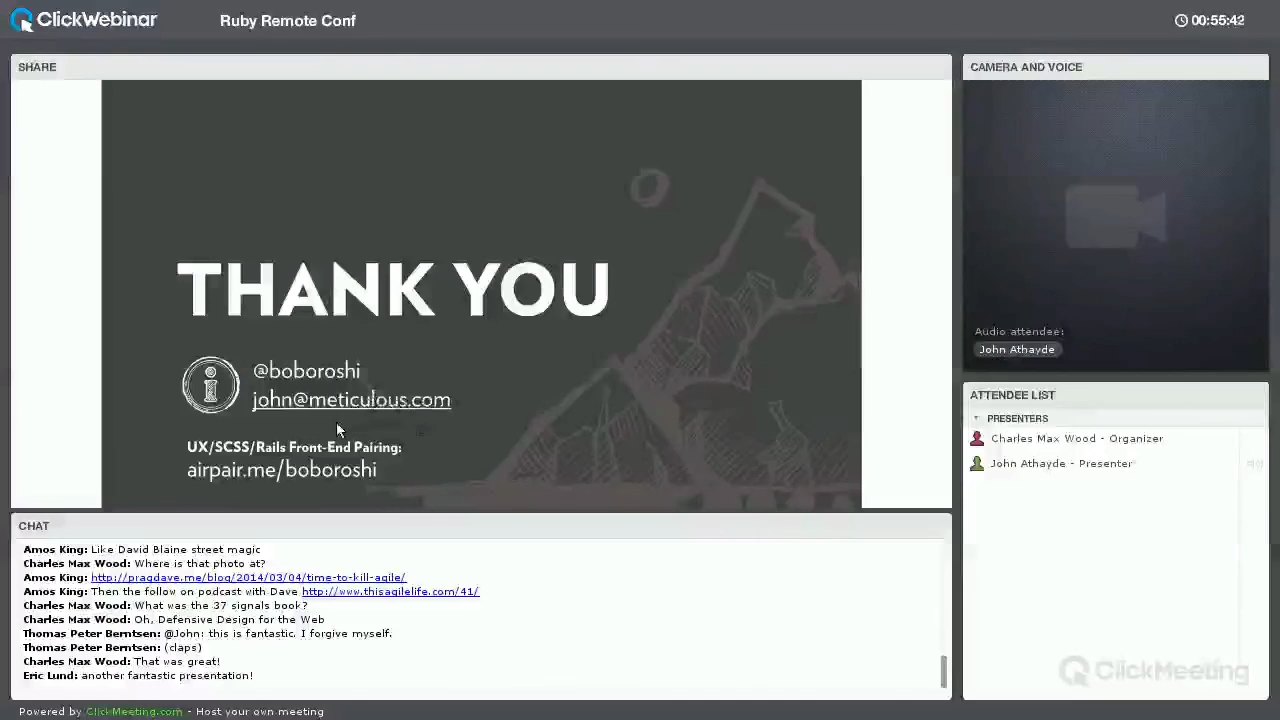 ClickWebinar
Ruby Remote Conf
00:55:42
SHARE
THANK YOU
@boboroshi
john@meticulous.com
UX/SCSS/Rails Front-End Pairing:
airpair.me/boboroshi
CAMERA AND VOICE
Audio attendee:
John Athayde
ATTENDEE LIST
PRESENTERS
Charles Max Wood - Organizer
John Athayde - Presenter
ClickMeeting
CHAT
Amos King: Like David Blaine street magic
Charles Max Wood: Where is that photo at?
Amos King: http://pragdave.me/blog/2014/03/04/time-to-kill-agile/
Amos King: Then the follow on podcast with Dave http://www.thisagilelife.com/41/
Charles Max Wood: What was the 37 signals book?
Charles Max Wood: Oh, Defensive Design for the Web
Thomas Peter Berntsen: @John: this is fantastic. I forgive myself.
Thomas Peter Berntsen: (claps)
Charles Max Wood: That was great!
Eric Lund: another fantastic presentation!
Powered by ClickMeeting.com - Host your own meeting